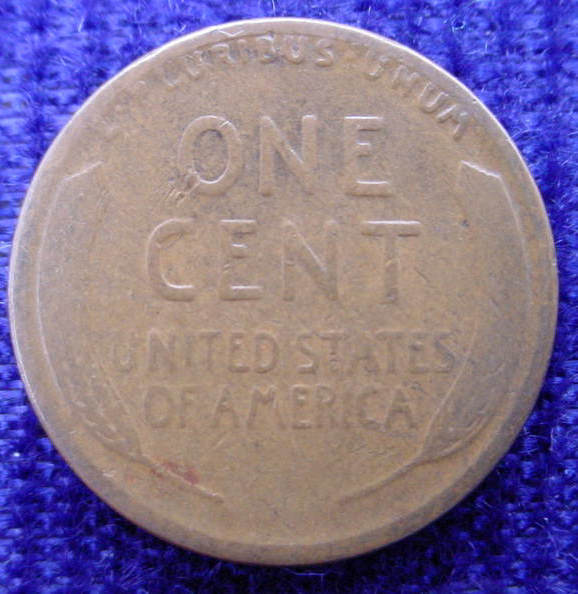 E PLURIBUS UNUM
ONE
CENT
UNITED STATES
OF AMERICA